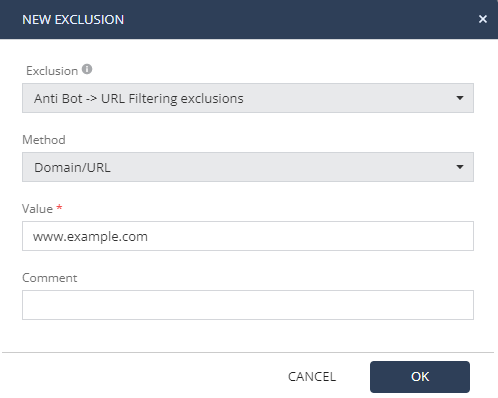 NEW EXCLUSION ×
Exclusion
Anti Bot -> URL Filtering exclusions
Method
Domain/URL
Value *
www.example.com
Comment
CANCEL OK